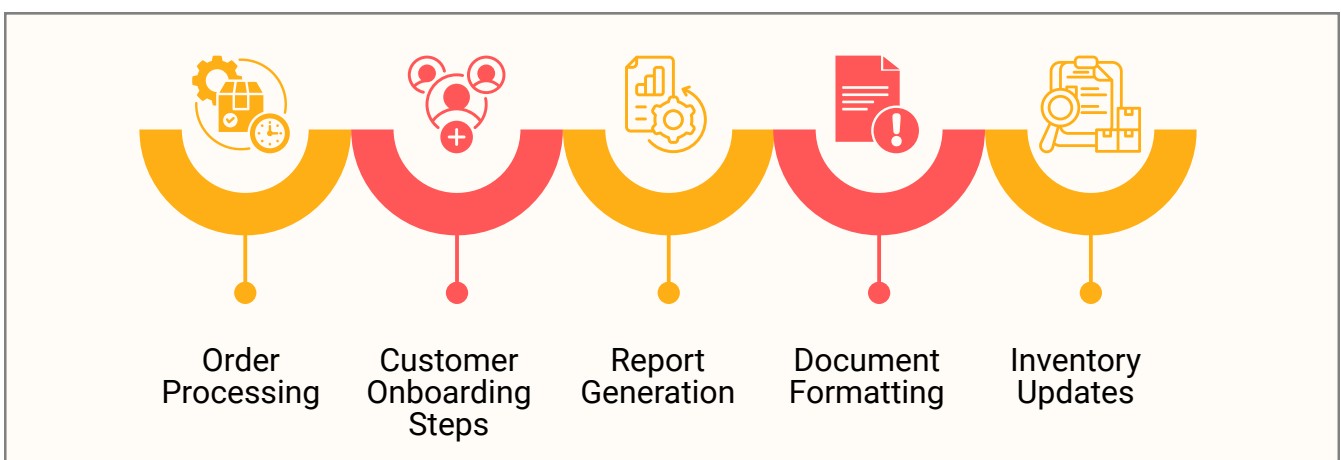 Order
Processing
Customer
Onboarding
Steps
Report
Generation
Document
Formatting
Inventory
Updates